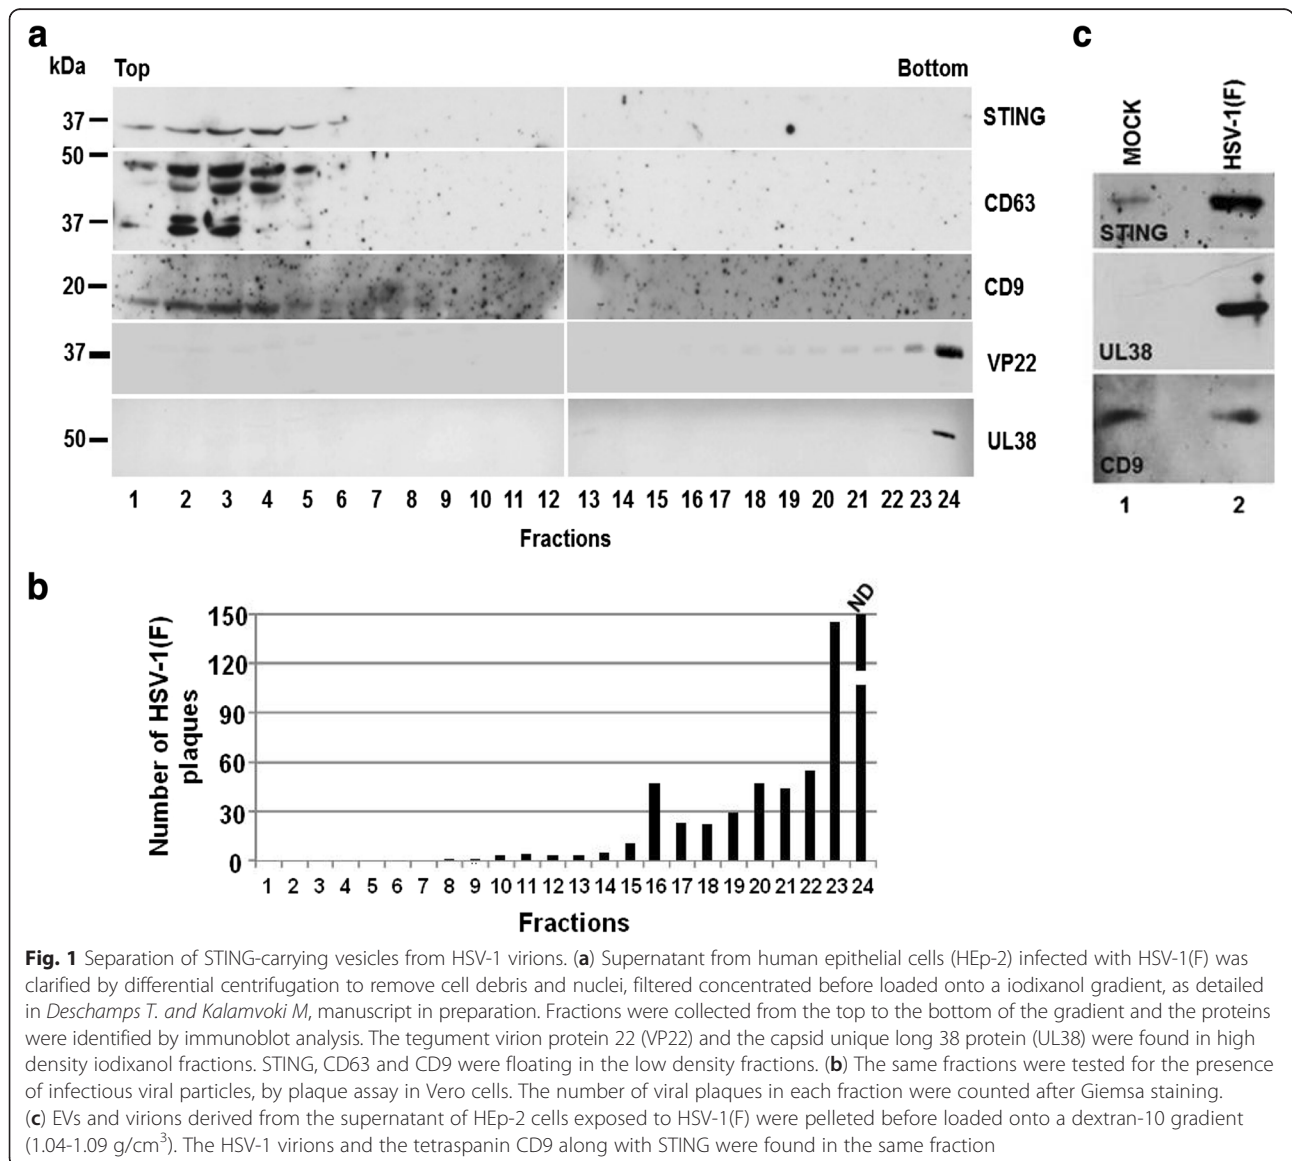 a
kDa Top Bottom
37 STING
50
37 CD63
20 CD9
37 VP22
50 UL38
1 2 3 4 5 6 7 8 9 10 11 12 13 14 15 16 17 18 19 20 21 22 23 24
Fractions
c
MOCK HSV-1(F)
STING
UL38
CD9
1 2
b
Number of HSV-1(F)
plaques
150
120
90
60
30
0
ND
1 2 3 4 5 6 7 8 9 10 11 12 13 14 15 16 17 18 19 20 21 22 23 24
Fractions
Fig. 1 Separation of STING-carrying vesicles from HSV-1 virions. (a) Supernatant from human epithelial cells (HEp-2) infected with HSV-1(F) was
clarified by differential centrifugation to remove cell debris and nuclei, filtered concentrated before loaded onto a iodixanol gradient, as detailed
in Deschamps T. and Kalamvoki M, manuscript in preparation. Fractions were collected from the top to the bottom of the gradient and the proteins
were identified by immunoblot analysis. The tegument virion protein 22 (VP22) and the capsid unique long 38 protein (UL38) were found in high
density iodixanol fractions. STING, CD63 and CD9 were floating in the low density fractions. (b) The same fractions were tested for the presence
of infectious viral particles, by plaque assay in Vero cells. The number of viral plaques in each fraction were counted after Giemsa staining.
(c) EVs and virions derived from the supernatant of HEp-2 cells exposed to HSV-1(F) were pelleted before loaded onto a dextran-10 gradient
(1.04-1.09 g/cm³). The HSV-1 virions and the tetraspanin CD9 along with STING were found in the same fraction